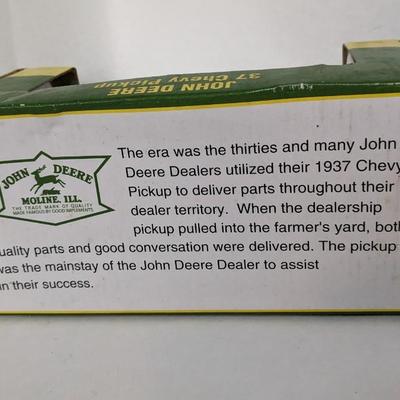 JOHN DEERE
37 Chevy Pickup
JOHN DEERE
MOLINE, ILL.
THE TRADE MARK OF QUALITY
MADE FAMOUS BY GOOD IMPLEMENTS
The era was the thirties and many John
Deere Dealers utilized their 1937 Chevy
Pickup to deliver parts throughout their
dealer territory. When the dealership
pickup pulled into the farmer's yard, both
uality parts and good conversation were delivered. The pickup
was the mainstay of the John Deere Dealer to assist
in their success.